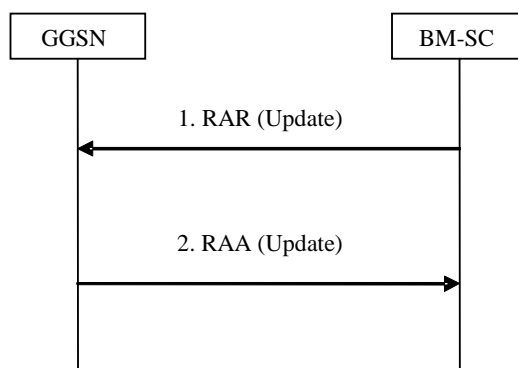 GGSN
BM-SC
1. RAR (Update)
2. RAA (Update)